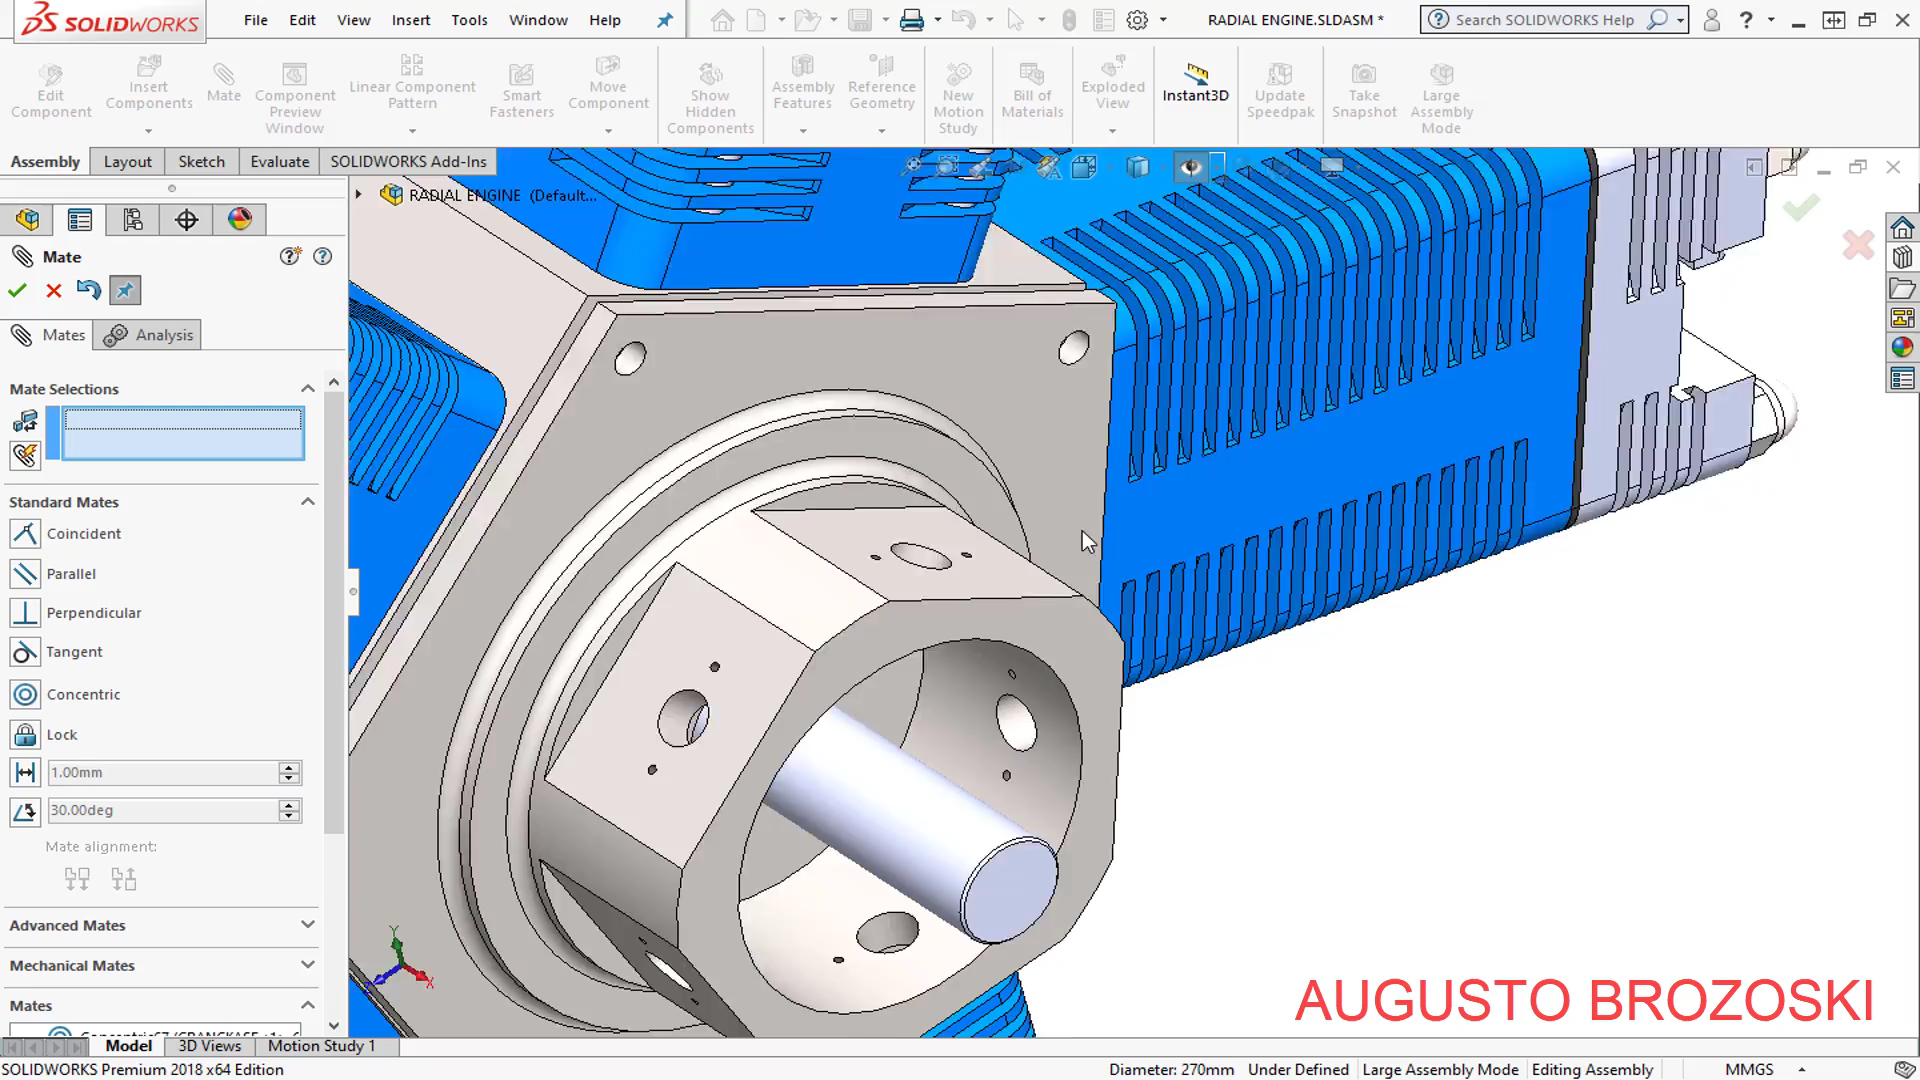 SOLIDWORKS
File Edit View Insert Tools Window Help
RADIAL ENGINE.SLDASM *
Search SOLIDWORKS Help
Edit Component
Insert Components
Mate
Component Preview Window
Linear Component Pattern
Smart Fasteners
Move Component
Show Hidden Components
Assembly Features
Reference Geometry
New Motion Study
Bill of Materials
Exploded View
Instant3D
Update Speedpak
Take Snapshot
Large Assembly Mode
Assembly Layout Sketch Evaluate SOLIDWORKS Add-Ins
RADIAL ENGINE (Default...
Mate
Mates Analysis
Mate Selections
Standard Mates
Coincident
Parallel
Perpendicular
Tangent
Concentric
Lock
1.00mm
30.00deg
Mate alignment:
Advanced Mates
Mechanical Mates
Mates
Y
X
AUGUSTO BROZOSKI
Model 3D Views Motion Study 1
SOLIDWORKS Premium 2018 x64 Edition
Diameter: 270mm Under Defined Large Assembly Mode Editing Assembly MMGS